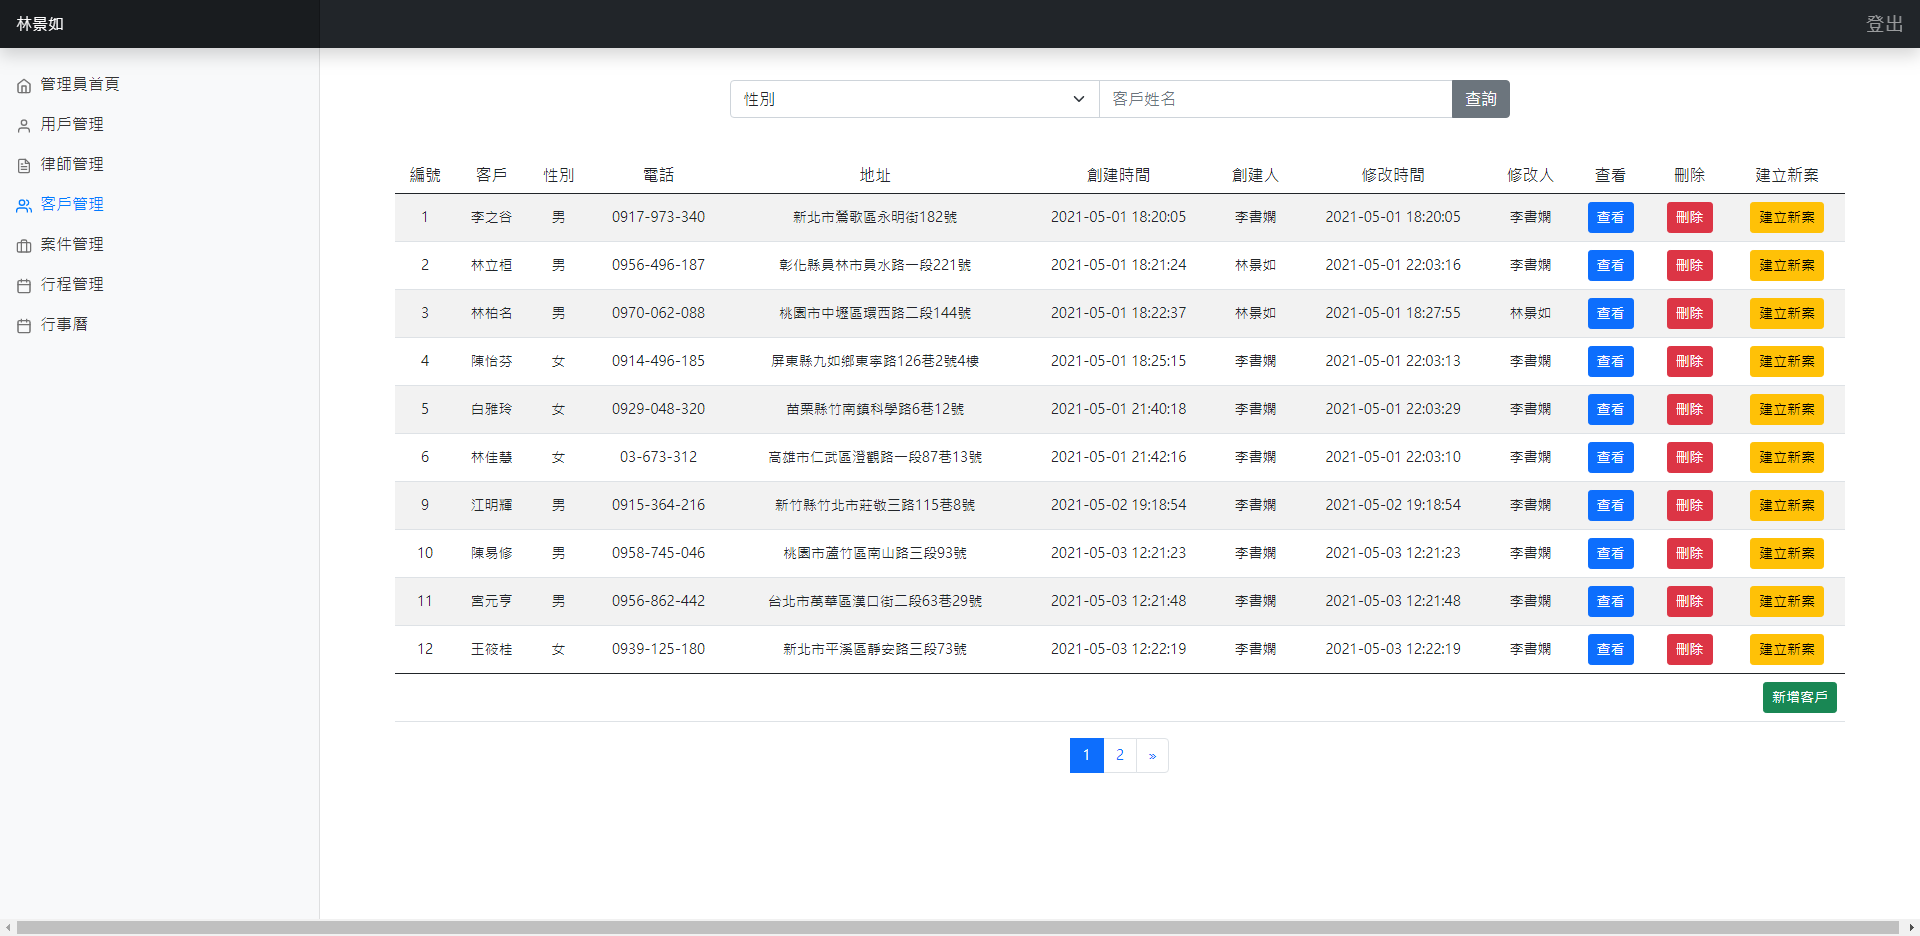 林景如 登出
管理員首頁
用戶管理
律師管理
客戶管理
案件管理
行程管理
行事曆
性別 客戶姓名 查詢
編號 客戶 性別 電話 地址 創建時間 創建人 修改時間 修改人 查看 刪除 建立新案
1 李之谷 男 0917-973-340 新北市鶯歌區永明街182號 2021-05-01 18:20:05 李書嫻 2021-05-01 18:20:05 李書嫻 查看 刪除 建立新案
2 林立桓 男 0956-496-187 彰化縣員林市員水路一段221號 2021-05-01 18:21:24 林景如 2021-05-01 22:03:16 李書嫻 查看 刪除 建立新案
3 林柏名 男 0970-062-088 桃園市中壢區環西路二段144號 2021-05-01 18:22:37 林景如 2021-05-01 18:27:55 林景如 查看 刪除 建立新案
4 陳怡芬 女 0914-496-185 屏東縣九如鄉東寧路126巷2號4樓 2021-05-01 18:25:15 李書嫻 2021-05-01 22:03:13 李書嫻 查看 刪除 建立新案
5 白雅玲 女 0929-048-320 苗栗縣竹南鎮科學路6巷12號 2021-05-01 21:40:18 李書嫻 2021-05-01 22:03:29 李書嫻 查看 刪除 建立新案
6 林佳慧 女 03-673-312 高雄市仁武區澄觀路一段87巷13號 2021-05-01 21:42:16 李書嫻 2021-05-01 22:03:10 李書嫻 查看 刪除 建立新案
9 江明輝 男 0915-364-216 新竹縣竹北市莊敬三路115巷8號 2021-05-02 19:18:54 李書嫻 2021-05-02 19:18:54 李書嫻 查看 刪除 建立新案
10 陳易修 男 0958-745-046 桃園市蘆竹區南山路三段93號 2021-05-03 12:21:23 李書嫻 2021-05-03 12:21:23 李書嫻 查看 刪除 建立新案
11 宮元亨 男 0956-862-442 台北市萬華區漢口街二段63巷29號 2021-05-03 12:21:48 李書嫻 2021-05-03 12:21:48 李書嫻 查看 刪除 建立新案
12 王筱桂 女 0939-125-180 新北市平溪區靜安路三段73號 2021-05-03 12:22:19 李書嫻 2021-05-03 12:22:19 李書嫻 查看 刪除 建立新案
新增客戶
1 2 »